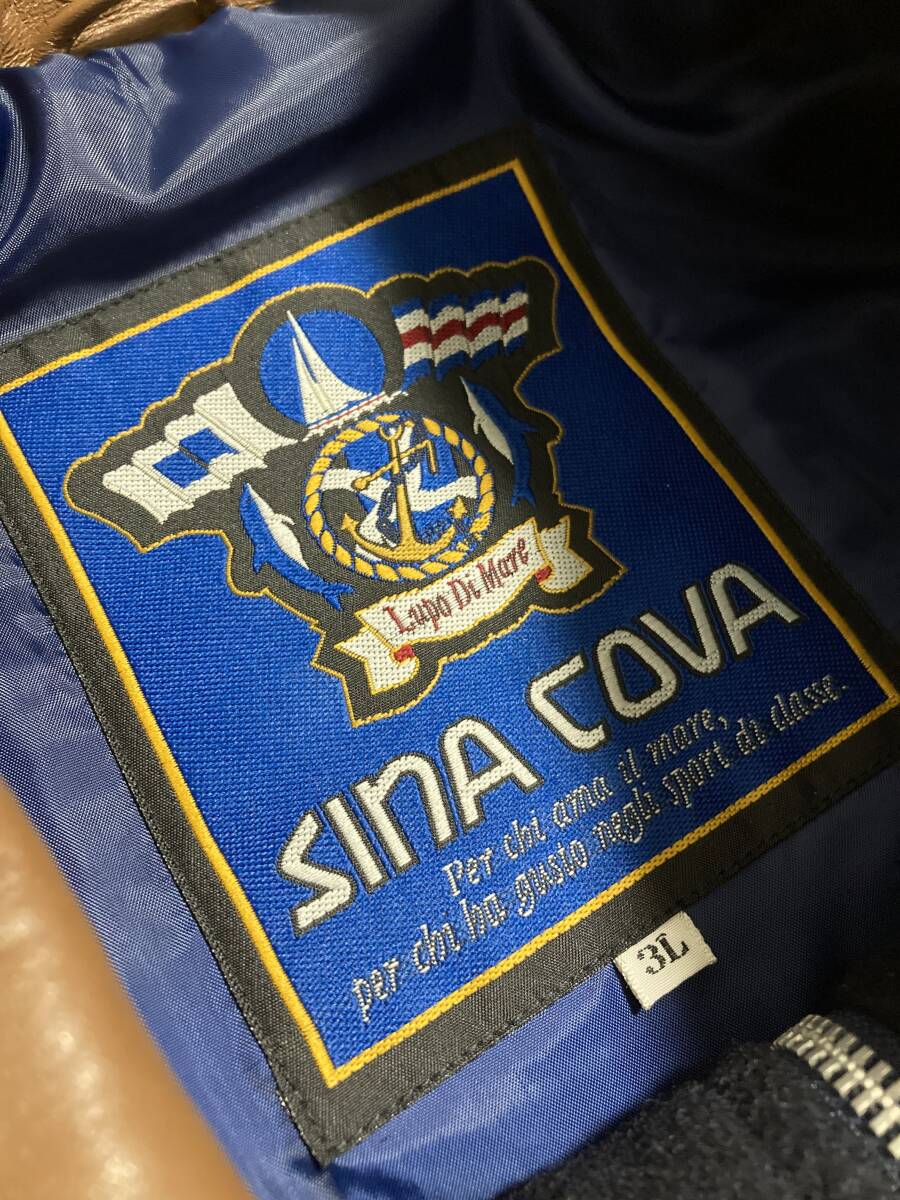 Lupo Di Mare
SINA COVA
Per chi ama il mare,
per chi ha gusto negli sport di classe.
3L